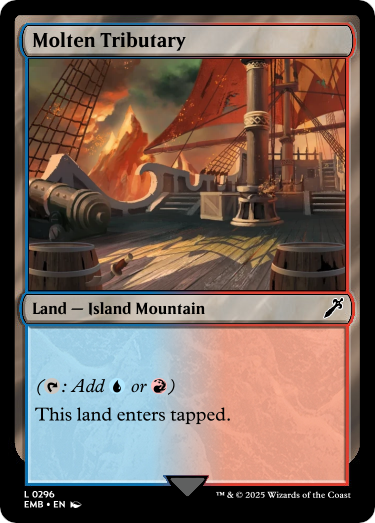 Molten Tributary
Land — Island Mountain
(: Add or )
This land enters tapped.
L 0296
EMB • EN
™ & © 2025 Wizards of the Coast